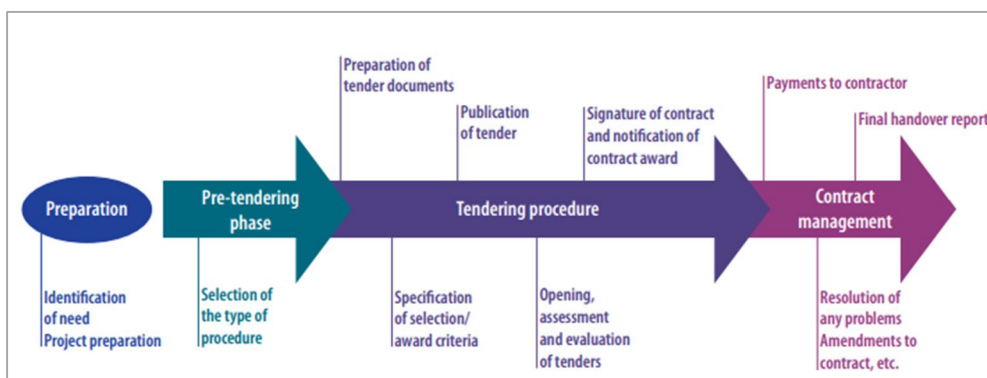 Preparation of
tender documents
Publication
of tender
Signature of contract
and notification of
contract award
Payments to contractor
Final handover report
Preparation
Pre-tendering
phase
Tendering procedure
Contract
management
Identification
of need
Project preparation
Selection of
the type of
procedure
Specification
of selection/
award criteria
Opening,
assessment
and evaluation
of tenders
Resolution of
any problems
Amendments to
contract, etc.